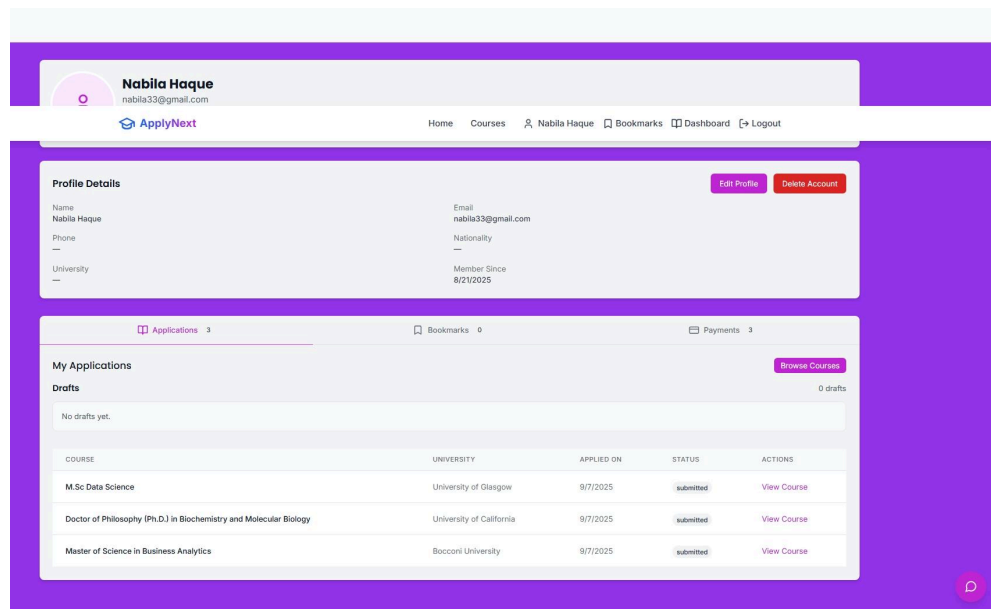 Nabila Haque
nabila33@gmail.com
ApplyNext Home Courses Nabila Haque Bookmarks Dashboard Logout
Profile Details Edit Profile Delete Account
Name Email
Nabila Haque nabila33@gmail.com
Phone Nationality
— —
University Member Since
— 8/21/2025
Applications 3 Bookmarks 0 Payments 3
My Applications Browse Courses
Drafts 0 drafts
No drafts yet.
COURSE UNIVERSITY APPLIED ON STATUS ACTIONS
M.Sc Data Science University of Glasgow 9/7/2025 submitted View Course
Doctor of Philosophy (Ph.D.) in Biochemistry and Molecular Biology University of California 9/7/2025 submitted View Course
Master of Science in Business Analytics Bocconi University 9/7/2025 submitted View Course